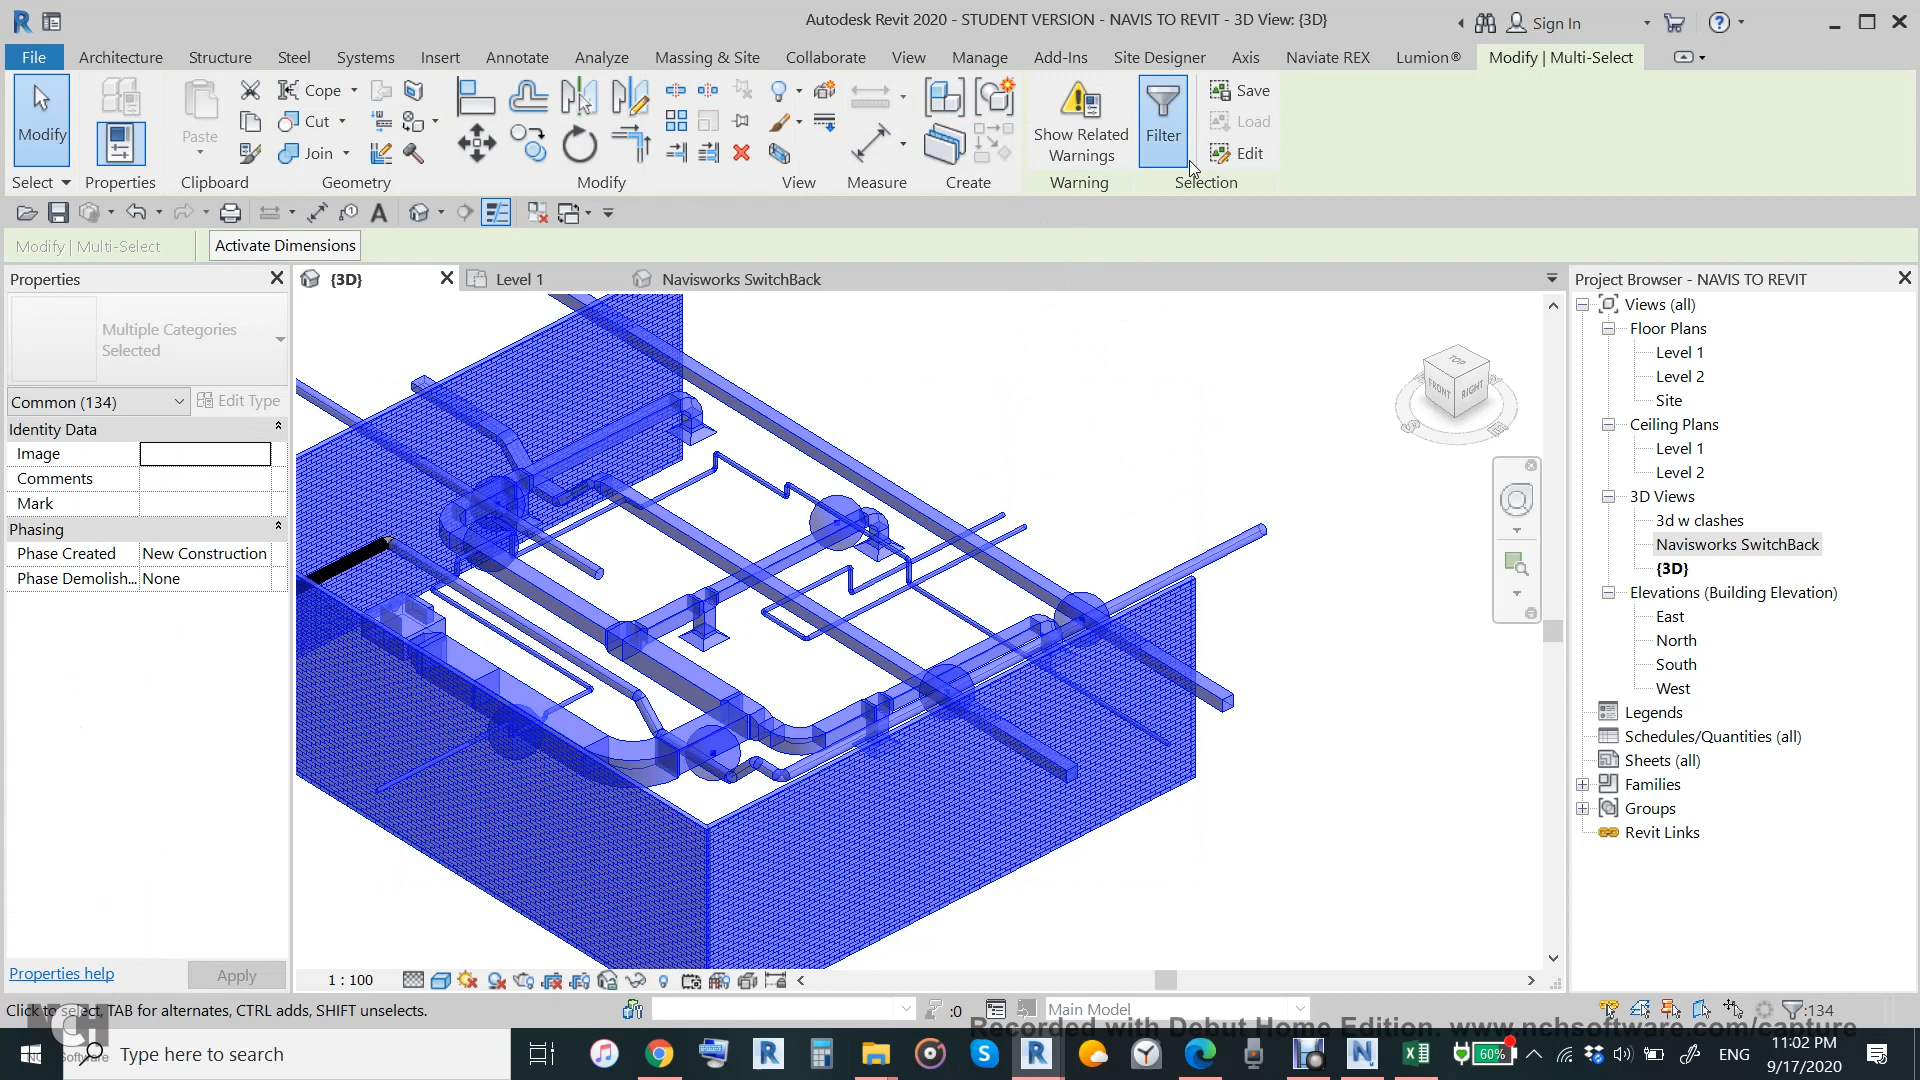 Autodesk Revit 2020 - STUDENT VERSION - NAVIS TO REVIT - 3D View: {3D}
Sign In
File Architecture Structure Steel Systems Insert Annotate Analyze Massing & Site Collaborate View Manage Add-Ins Site Designer Axis Naviate REX Lumion® Modify | Multi-Select
Modify
Paste
Cope
Cut
Join
Show Related
Warnings
Filter
Save
Load
Edit
Select Properties Clipboard Geometry Modify View Measure Create Warning Selection
Modify | Multi-Select Activate Dimensions
Properties
{3D} Level 1 Navisworks SwitchBack
Project Browser - NAVIS TO REVIT
Multiple Categories
Selected
Common (134) Edit Type
Identity Data
Image
Comments
Mark
Phasing
Phase Created New Construction
Phase Demolish... None
Properties help Apply
TOP
FRONT RIGHT
Views (all)
Floor Plans
Level 1
Level 2
Site
Ceiling Plans
Level 1
Level 2
3D Views
3d w clashes
Navisworks SwitchBack
{3D}
Elevations (Building Elevation)
East
North
South
West
Legends
Schedules/Quantities (all)
Sheets (all)
Families
Groups
Revit Links
1 : 100
Click to select, TAB for alternates, CTRL adds, SHIFT unselects.
:0
Main Model
:134
Recorded with Debut Home Edition. www.nchsoftware.com/capture
Type here to search
60%
ENG
11:02 PM
9/17/2020